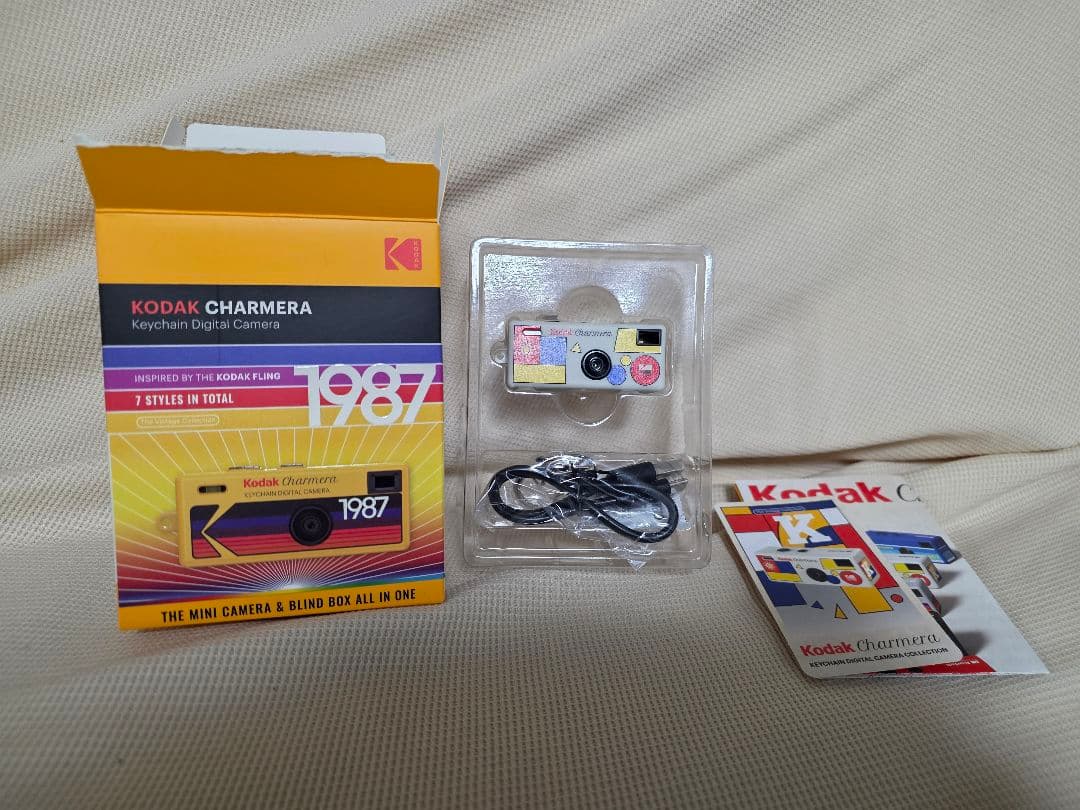 KODAK
KODAK CHARMERA
Keychain Digital Camera
INSPIRED BY THE KODAK FLING
1987
7 STYLES IN TOTAL
The Vintage Collection
Kodak Charmera
KEYCHAIN DIGITAL CAMERA
1987
THE MINI CAMERA & BLIND BOX ALL IN ONE
Kodak Charmera
Kodak C
K
Kodak Charmera
KEYCHAIN DIGITAL CAMERA COLLECTION